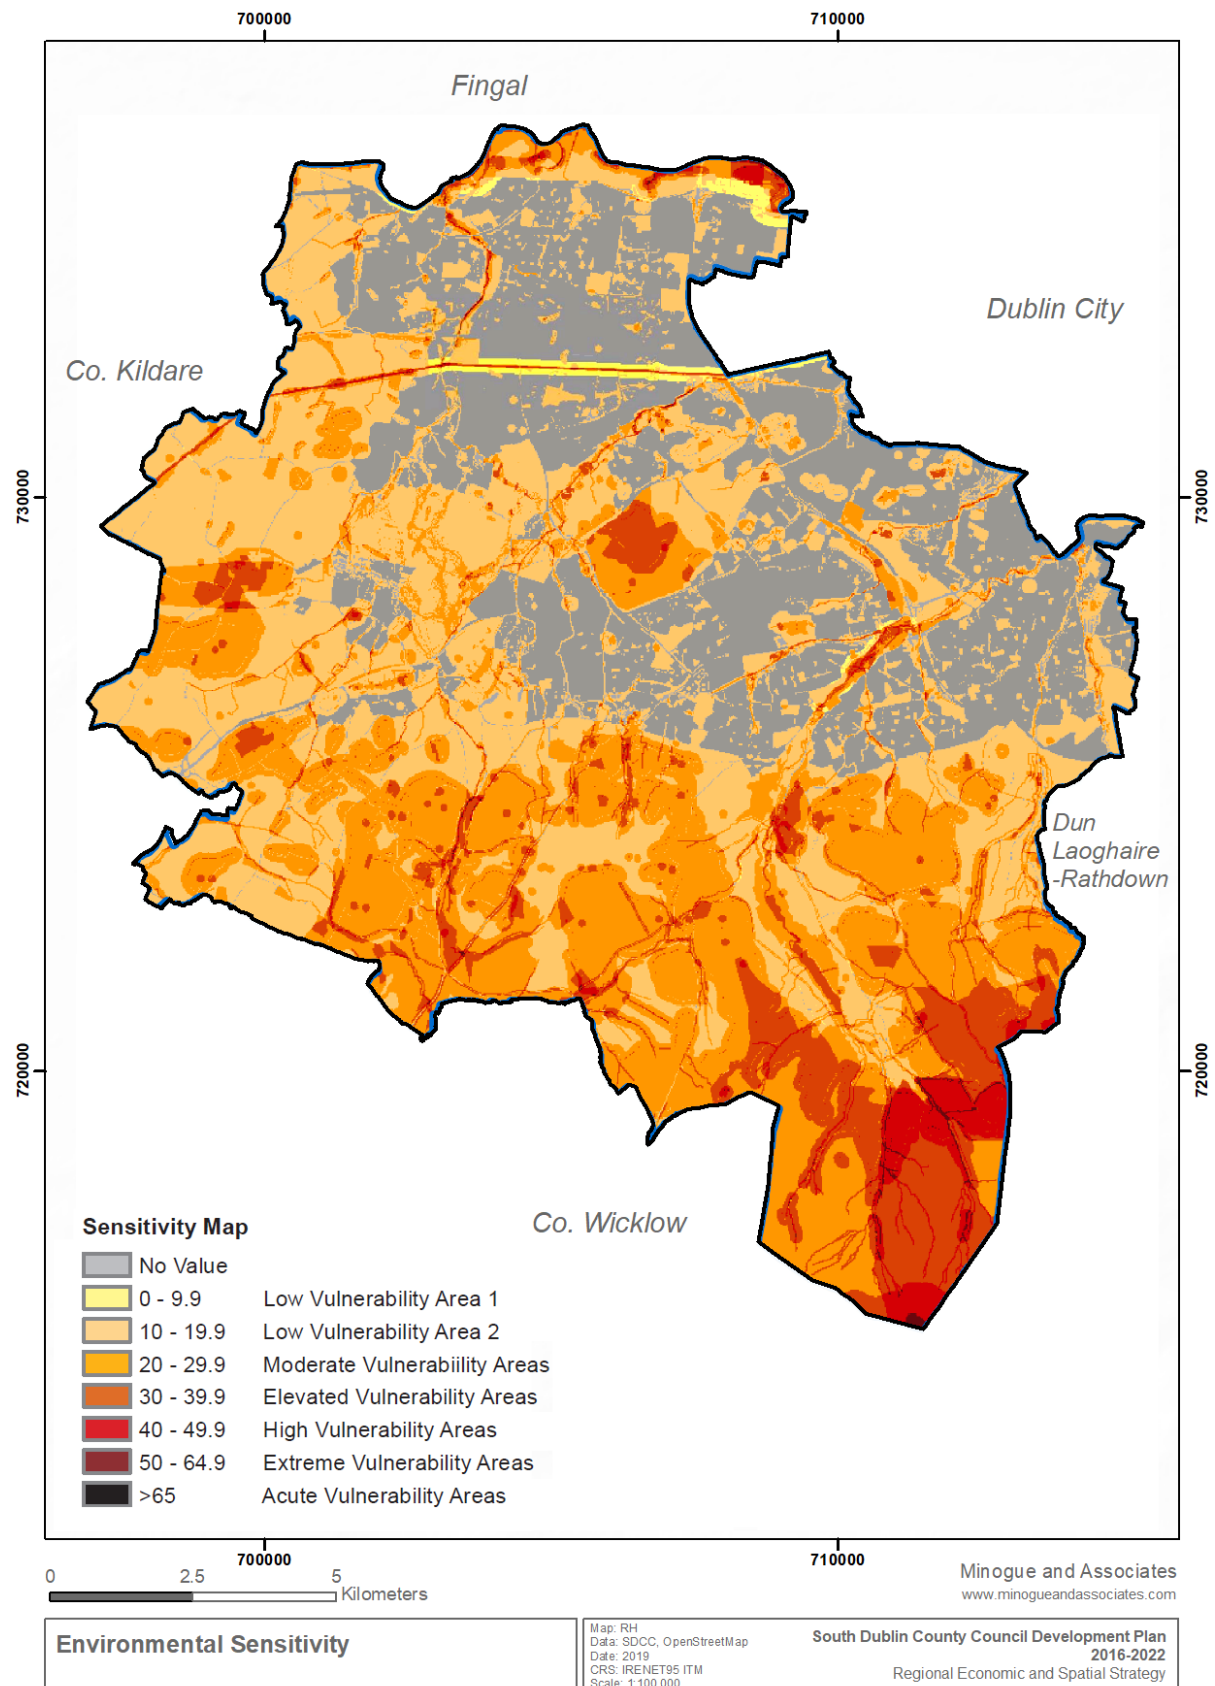 700000 710000
Fingal
Dublin City
Co. Kildare
730000 730000
Dun
Laoghaire
-Rathdown
720000 720000
Co. Wicklow
Sensitivity Map
No Value
0 - 9.9 Low Vulnerability Area 1
10 - 19.9 Low Vulnerability Area 2
20 - 29.9 Moderate Vulnerabiility Areas
30 - 39.9 Elevated Vulnerability Areas
40 - 49.9 High Vulnerability Areas
50 - 64.9 Extreme Vulnerability Areas
>65 Acute Vulnerability Areas
700000 710000
0 2.5 5
Kilometers
Minogue and Associates
www.minogueandassociates.com
Environmental Sensitivity
Map: RH
Data: SDCC, OpenStreetMap
Date: 2019
CRS: IRENET95 ITM
Scale: 1:100,000
South Dublin County Council Development Plan
2016-2022
Regional Economic and Spatial Strategy